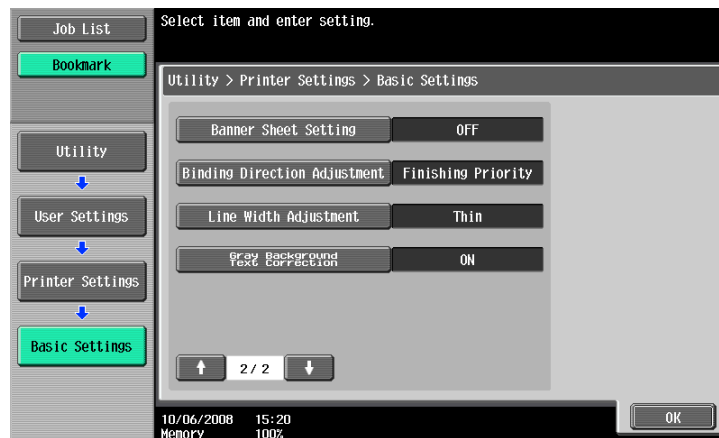 Job List
Bookmark
Utility
User Settings
Printer Settings
Basic Settings
Select item and enter setting.
Utility > Printer Settings > Basic Settings
Banner Sheet Setting OFF
Binding Direction Adjustment Finishing Priority
Line Width Adjustment Thin
Gray Background
Text Correction ON
2/2
10/06/2008 15:20
Memory 100%
OK